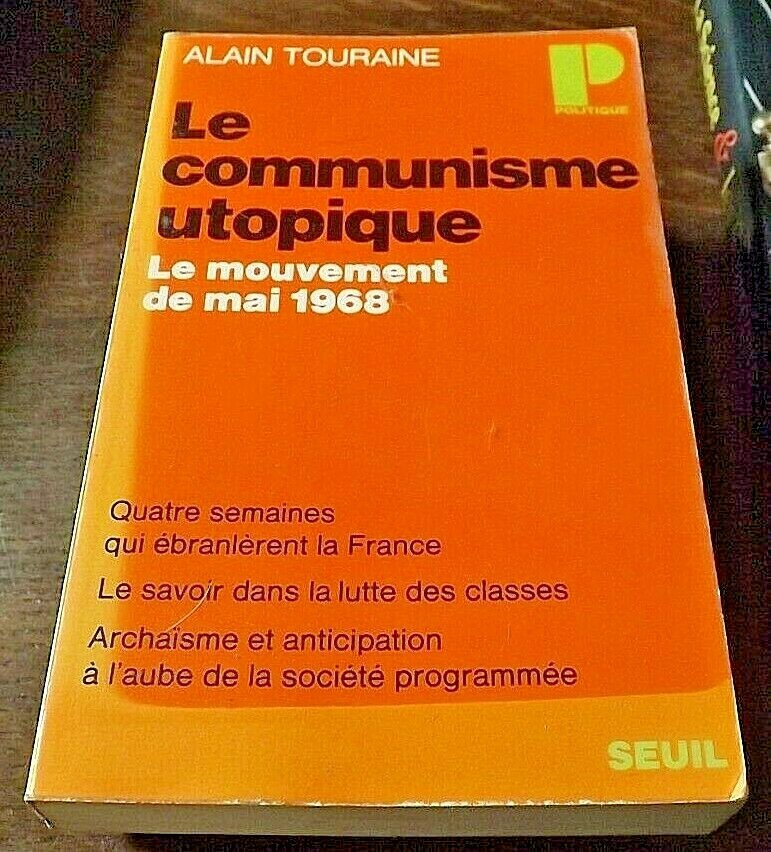 ALAIN TOURAINE
P
POLITIQUE
Le
communisme
utopique
Le mouvement
de mai 1968
Quatre semaines
qui ébranlèrent la France
Le savoir dans la lutte des classes
Archaïsme et anticipation
à l'aube de la société programmée
SEUIL